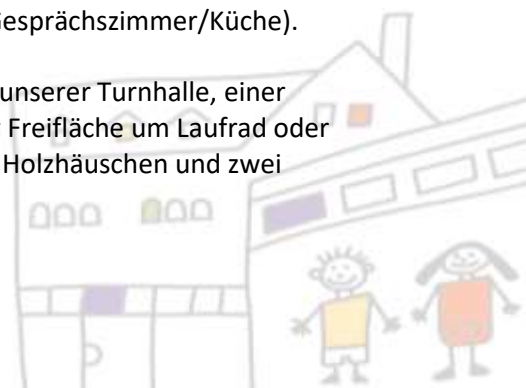 Gesprächszimmer/Küche).
unserer Turnhalle, einer
Freifläche um Laufrad oder
Holzhäuschen und zwei